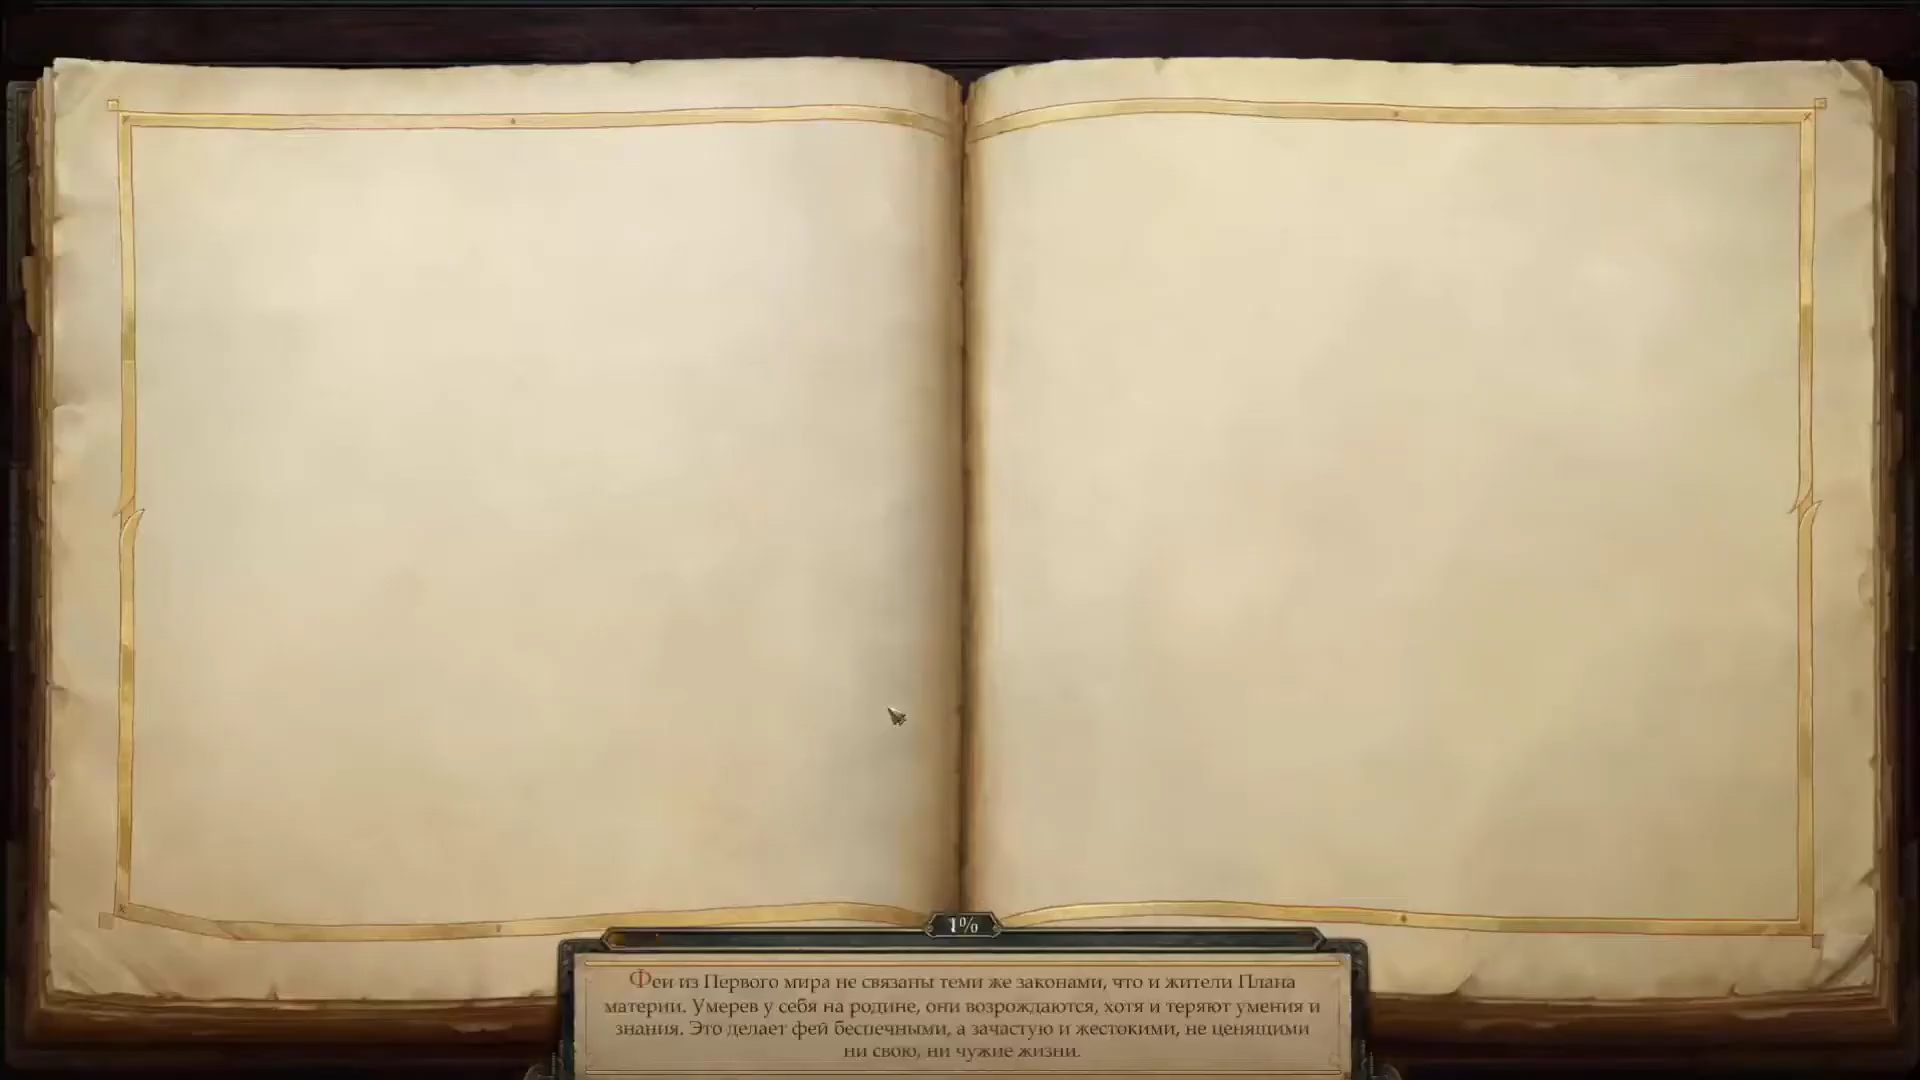 1%
Феи из Первого мира не связаны теми же законами, что и жители Плана
материи. Умерев у себя на родине, они возрождаются, хотя и теряют умения и
знания. Это делает фей беспечными, а зачастую и жестокими, не ценящими
ни свою, ни чужие жизни.